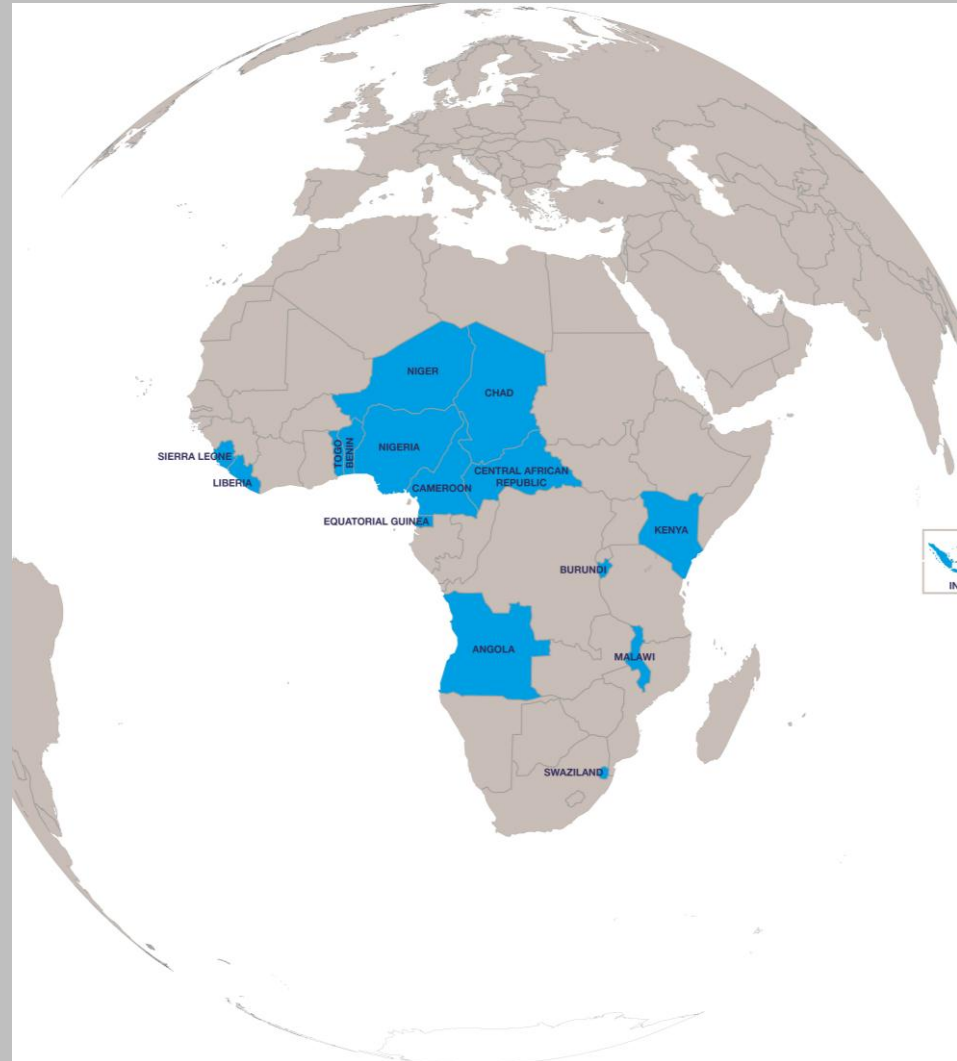 NIGER
CHAD
NIGERIA
TOGO
BENIN
SIERRA LEONE
LIBERIA
CENTRAL AFRICAN
REPUBLIC
CAMEROON
EQUATORIAL GUINEA
KENYA
BURUNDI
IN
ANGOLA
MALAWI
SWAZILAND